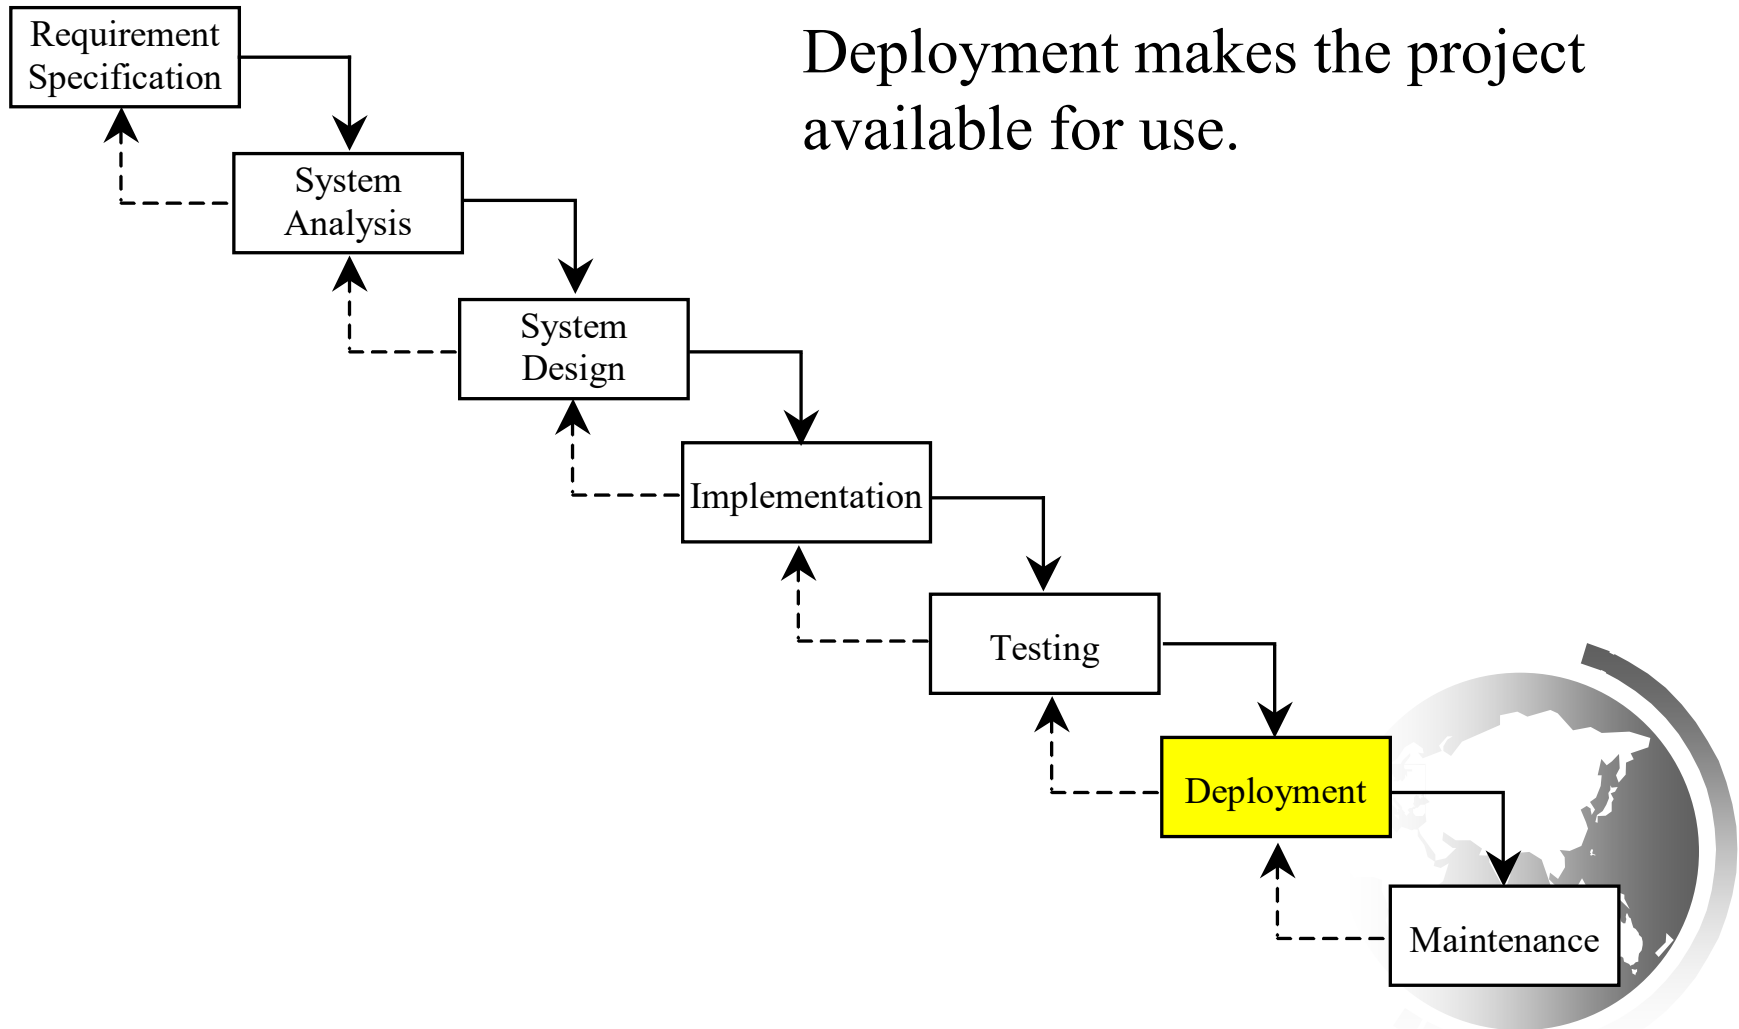 Requirement
Specification
Deployment makes the project
available for use.
System
Analysis
System
Design
Implementation
Testing
Deployment
Maintenance